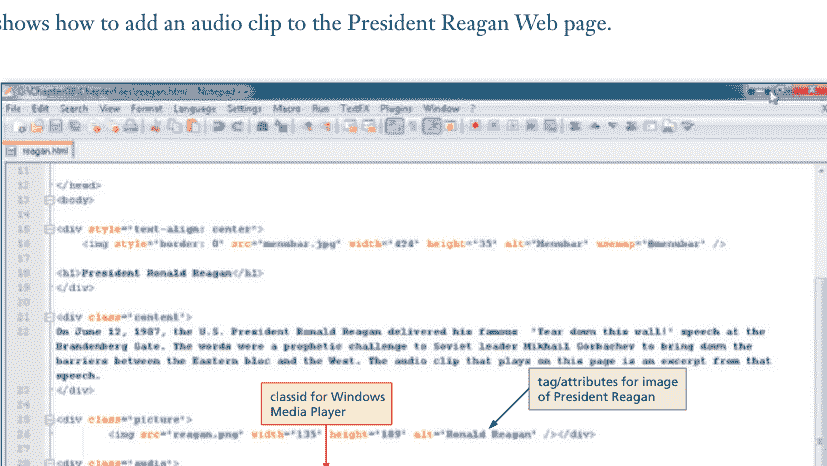 shows how to add an audio clip to the President Reagan Web page.
File Edit Search View Format Language Settings Macro Run TextFX Plugins Window ?
reagan.html
11
12 </head>
13 <body>
14
15 <div style="text-align: center">
16 <img style="border: 0" src="menubar.jpg" width="424" height="35" alt="Menubar" usemap="#menubar" />
17
18 <h1>President Ronald Reagan</h1>
19 </div>
20
21 <div class="content">
22 On June 12, 1987, the U.S. President Ronald Reagan delivered his famous "Tear down this wall!" speech at the
Brandenberg Gate. The words were a prophetic challenge to Soviet leader Mikhail Gorbachev to bring down the
barriers between the Eastern bloc and the West. The audio clip that plays on this page is an excerpt from that
speech.
23 </div>
24
25 <div class="picture">
26 <img src="reagan.png" width="135" height="189" alt="Ronald Reagan" /></div>
27
28 <div class="audio">
classid for Windows
Media Player
tag/attributes for image
of President Reagan